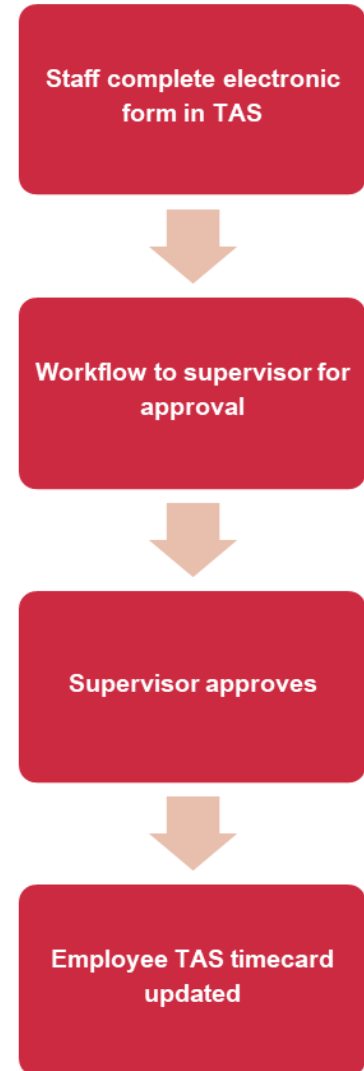 Staff complete electronic
form in TAS
Workflow to supervisor for
approval
Supervisor approves
Employee TAS timecard
updated